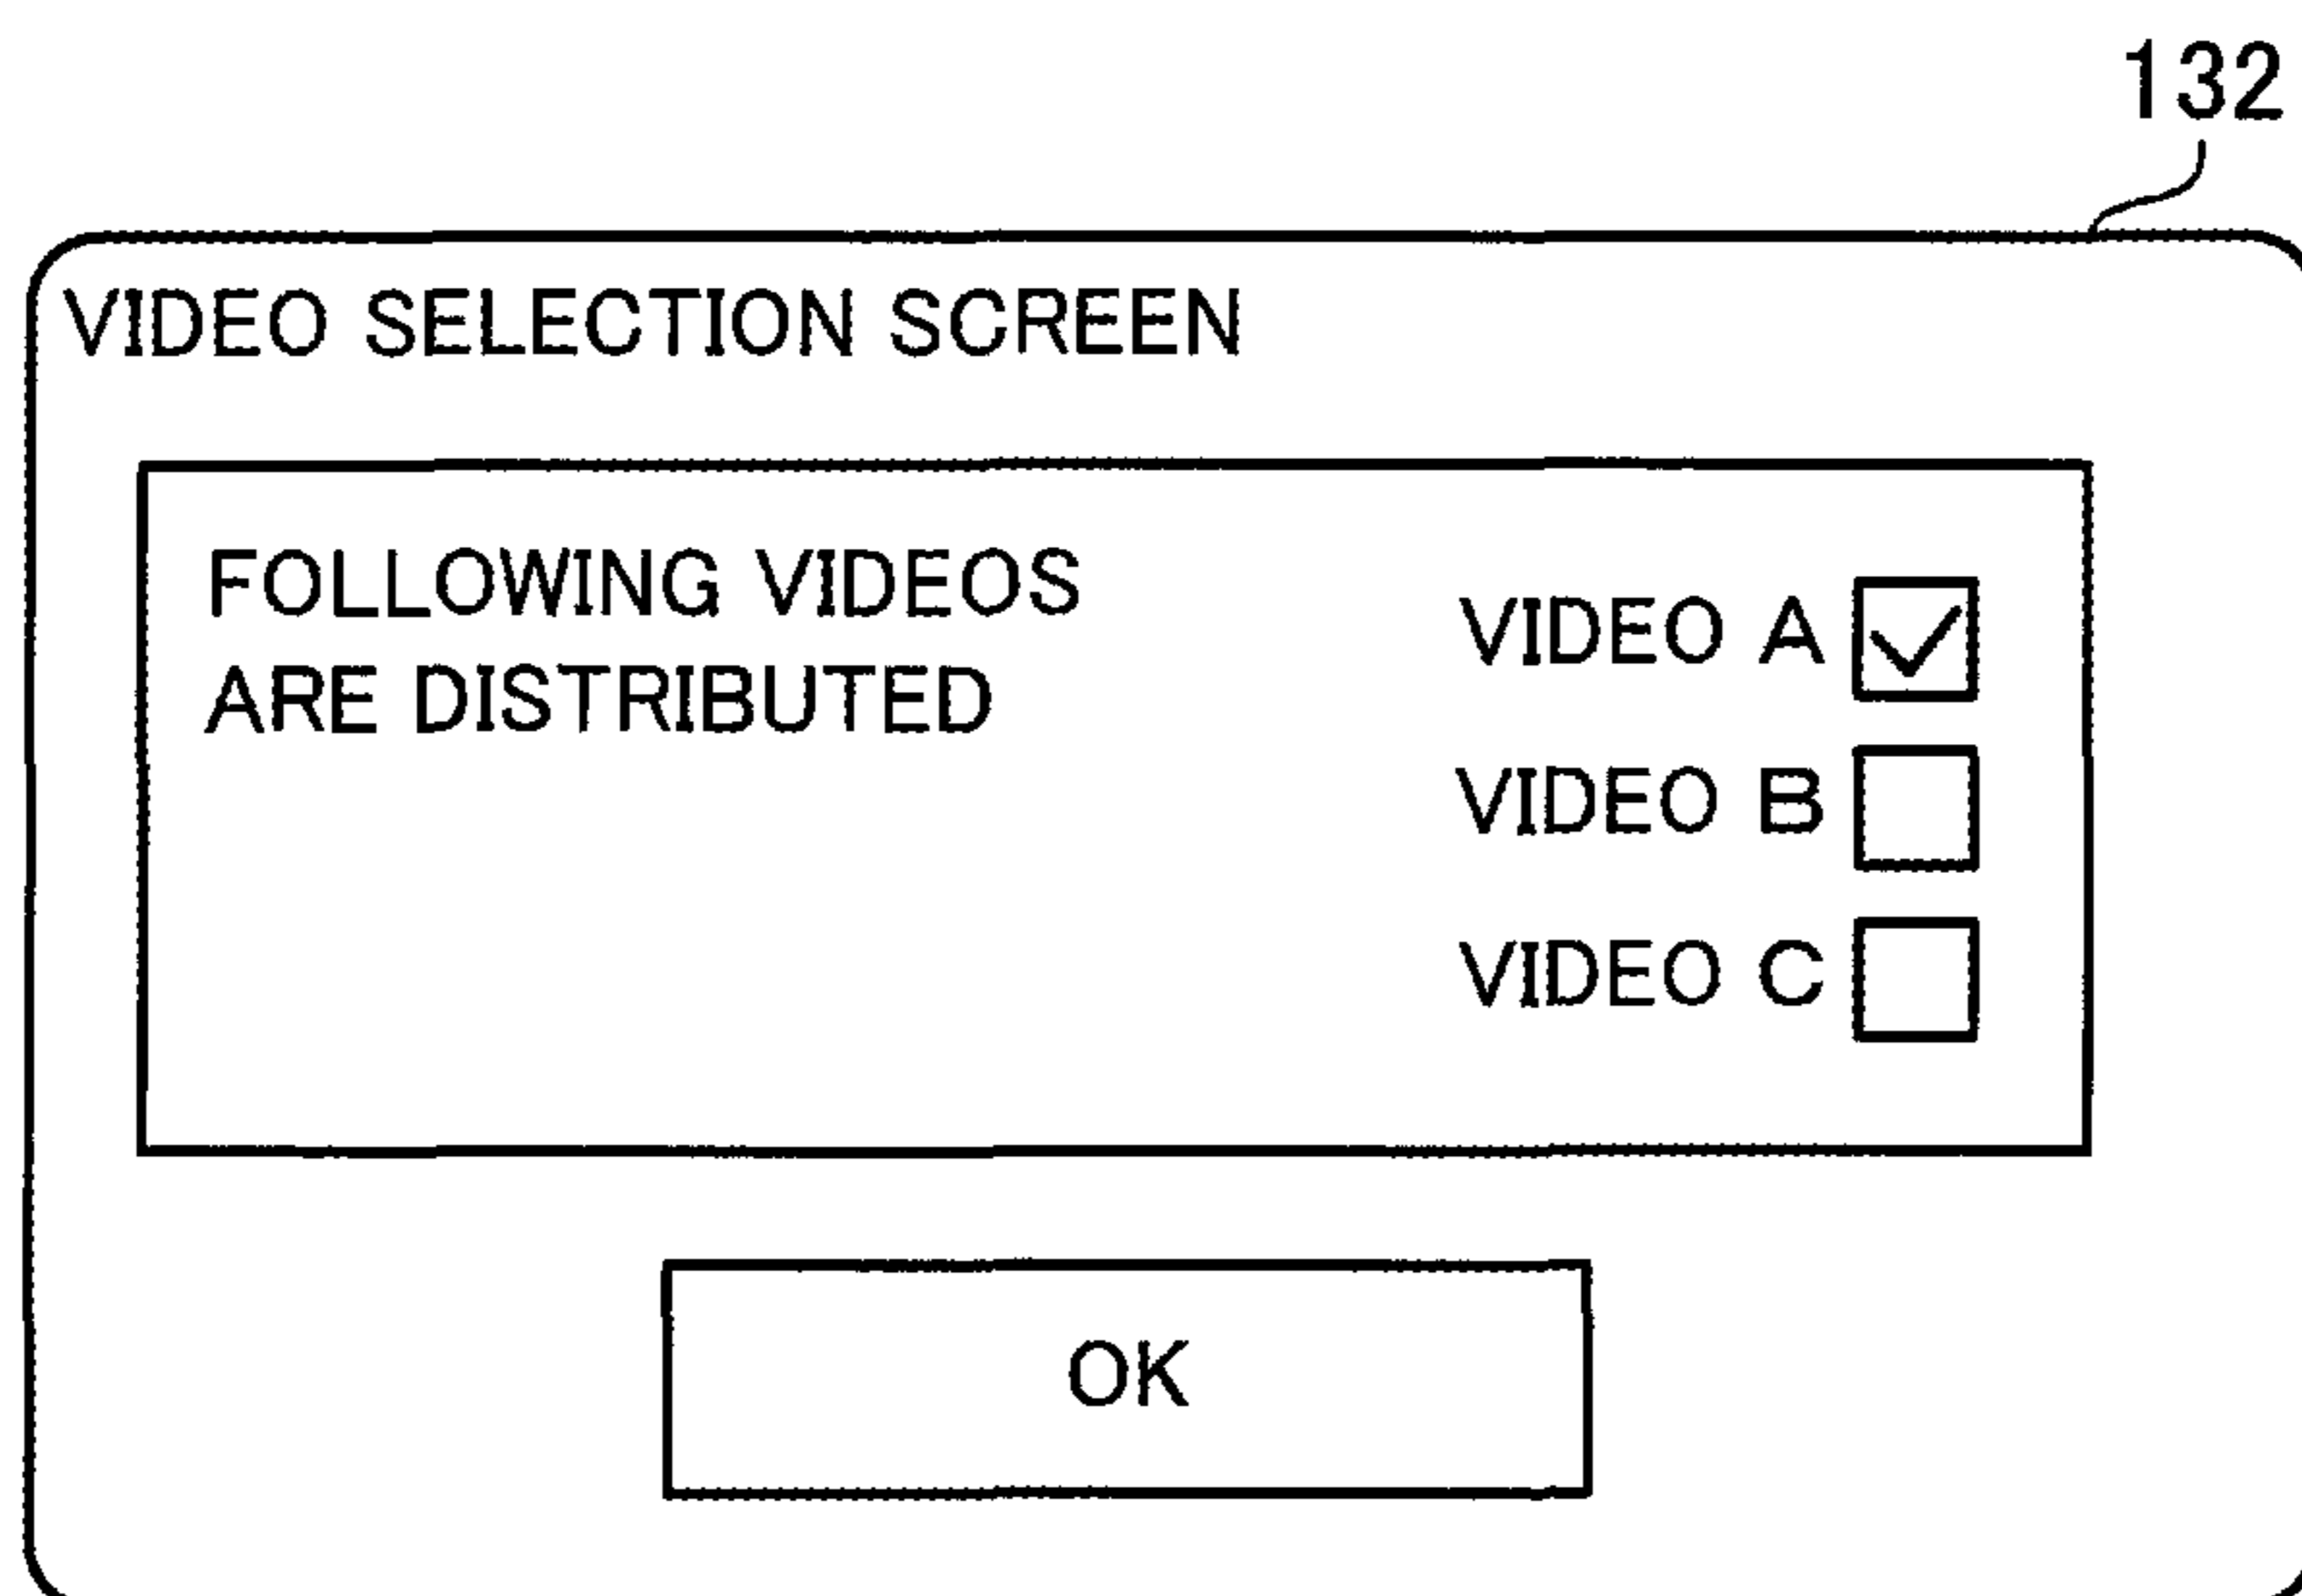 132
VIDEO SELECTION SCREEN
FOLLOWING VIDEOS
ARE DISTRIBUTED
VIDEO A
VIDEO B
VIDEO C
OK